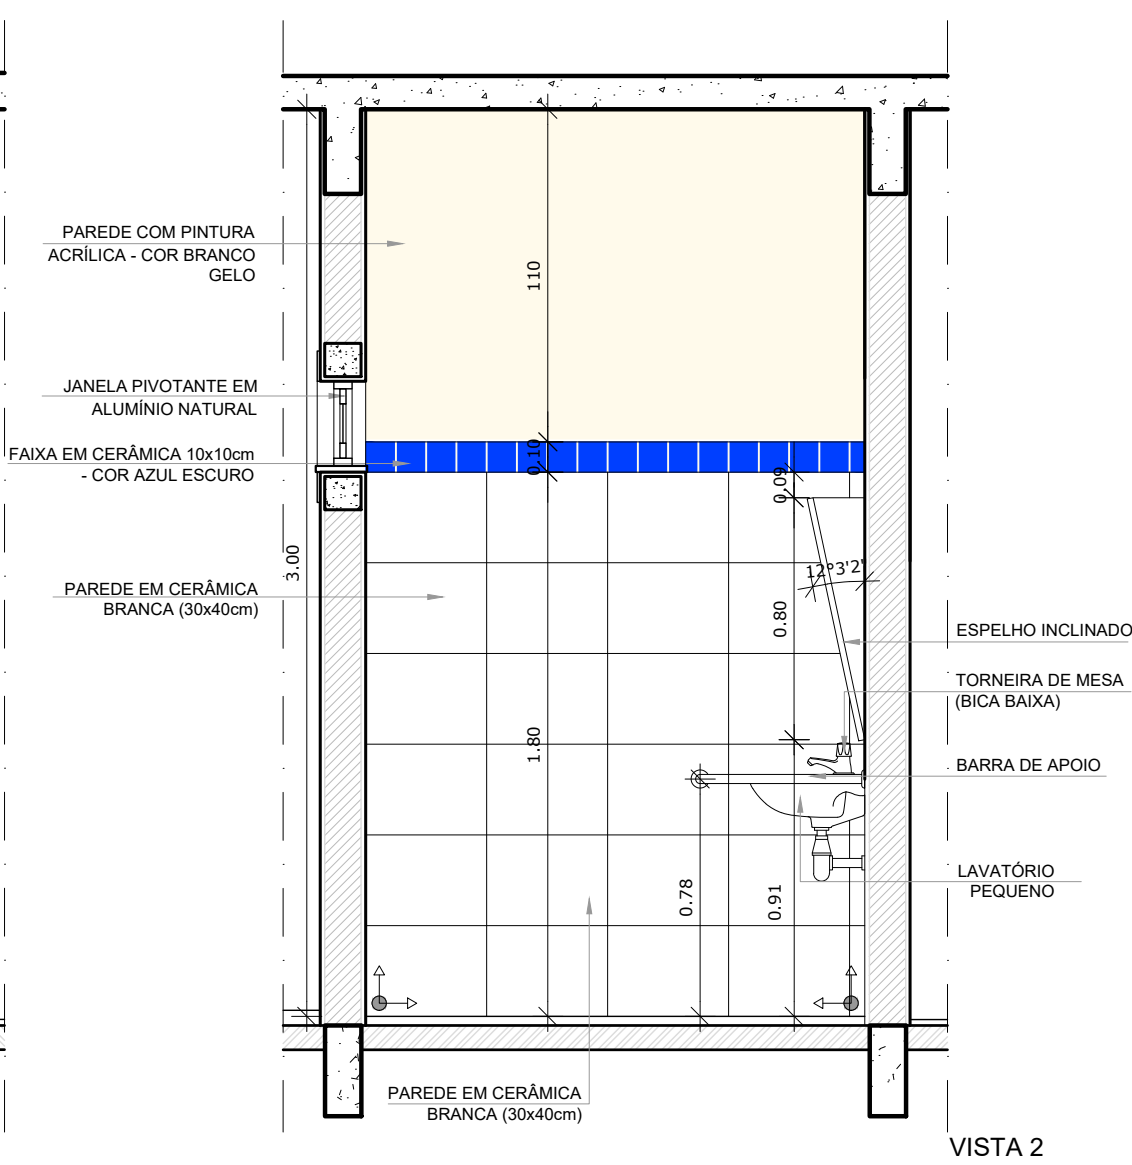 PAREDE COM PINTURA
ACRÍLICA - COR BRANCO
GELO
110
JANELA PIVOTANTE EM
ALUMÍNIO NATURAL
FAIXA EM CERÂMICA 10x10cm
- COR AZUL ESCURO
0.10
0.09
3.00
12°3'2"
PAREDE EM CERÂMICA
BRANCA (30x40cm)
0.80
ESPELHO INCLINADO
TORNEIRA DE MESA
(BICA BAIXA)
1.80
BARRA DE APOIO
LAVATÓRIO
PEQUENO
0.78
0.91
PAREDE EM CERÂMICA
BRANCA (30x40cm)
VISTA 2